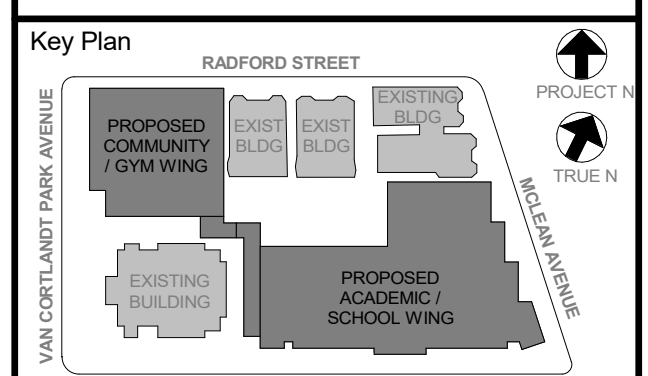 Key Plan
RADFORD STREET
PROJECT N
TRUE N
VAN CORTLANDT PARK AVENUE
PROPOSED
COMMUNITY
/ GYM WING
EXIST
BLDG
EXIST
BLDG
EXISTING
BLDG
MCLEAN AVENUE
EXISTING
BUILDING
PROPOSED
ACADEMIC /
SCHOOL WING